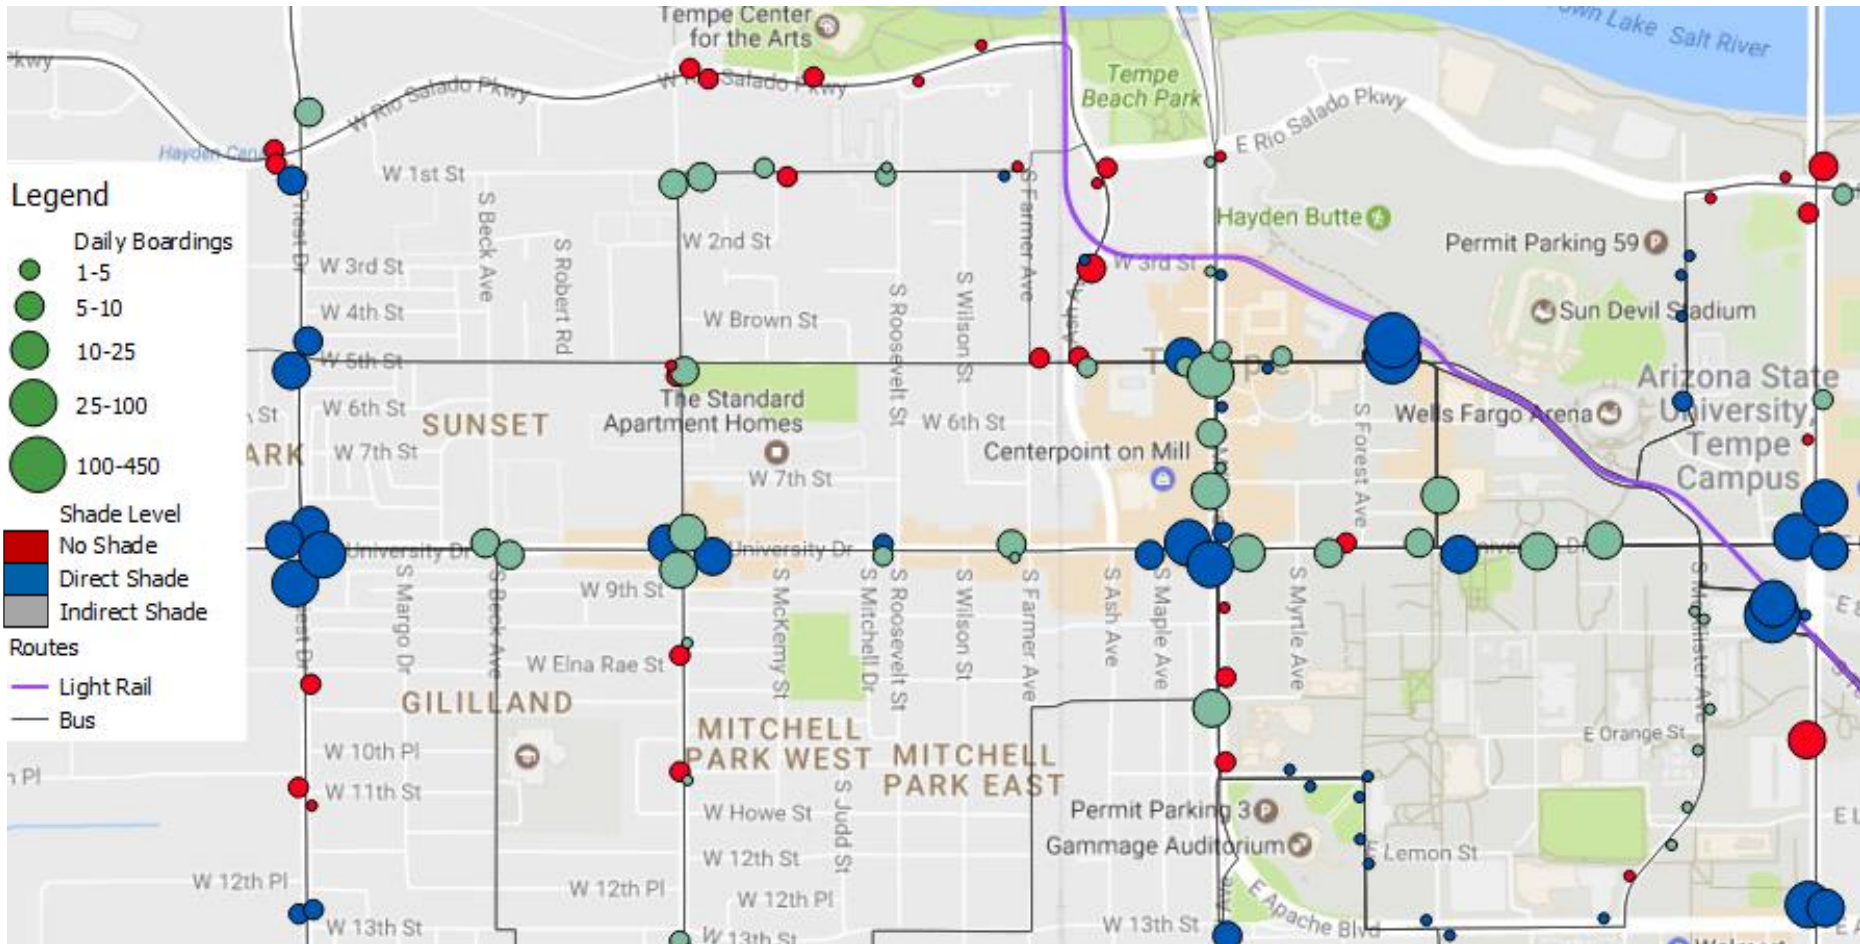 Tempe Center
for the Arts
own Lake Salt River
Pkwy
W Rio Salado Pkwy
Salado Pkwy
Tempe
Beach Park
E Rio Salado Pkwy
Hayden
W 1st St
Legend
Daily Boardings
1-5
5-10
10-25
25-100
100-450
Shade Level
No Shade
Direct Shade
Indirect Shade
Routes
Light Rail
Bus
Priest Dr
S Beck Ave
S Robert Rd
W 2nd St
W 3rd St
W 4th St
W 5th St
W 6th St
W 7th St
SUNSET
W Brown St
S Roosevelt St
S Wilson St
S Farmer Ave
W 3rd St
Hayden Butte
Permit Parking 59
Sun Devil Stadium
The Standard
Apartment Homes
W 6th St
W 7th St
Centerpoint on Mill
S Forest Ave
Wells Fargo Arena
Arizona State
University,
Tempe
Campus
University Dr
University Dr
S Margo Dr
S Beck Ave
W 9th St
W Elna Rae St
S McKemy St
S Mitchell Dr
S Roosevelt St
S Wilson St
S Farmer Ave
S Ash Ave
S Maple Ave
S Myrtle Ave
GILILLAND
W 10th Pl
W 11th St
W 12th Pl
W 13th St
MITCHELL
PARK WEST
MITCHELL
PARK EAST
W Howe St
W 12th St
W 12th Pl
W 12th Pl
W 13th St
S Judd St
Permit Parking 3
Gammage Auditorium
E Orange St
E Lemon St
E Apache Blvd
W 13th St